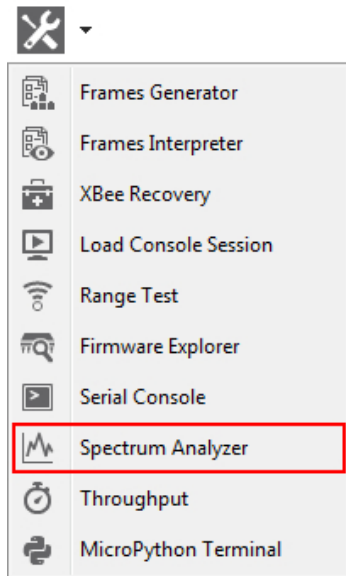 Frames Generator
Frames Interpreter
XBee Recovery
Load Console Session
Range Test
Firmware Explorer
Serial Console
Spectrum Analyzer
Throughput
MicroPython Terminal